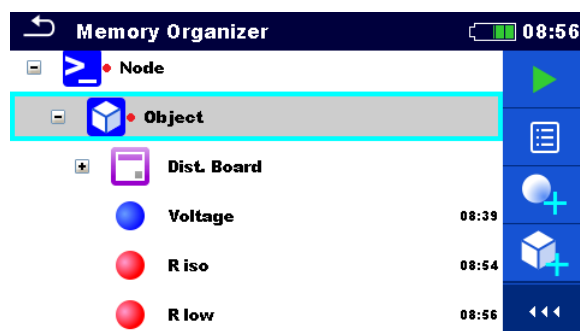 Memory Organizer 08:56
Node
Object
Dist. Board
Voltage 08:39
R iso 08:54
R low 08:56